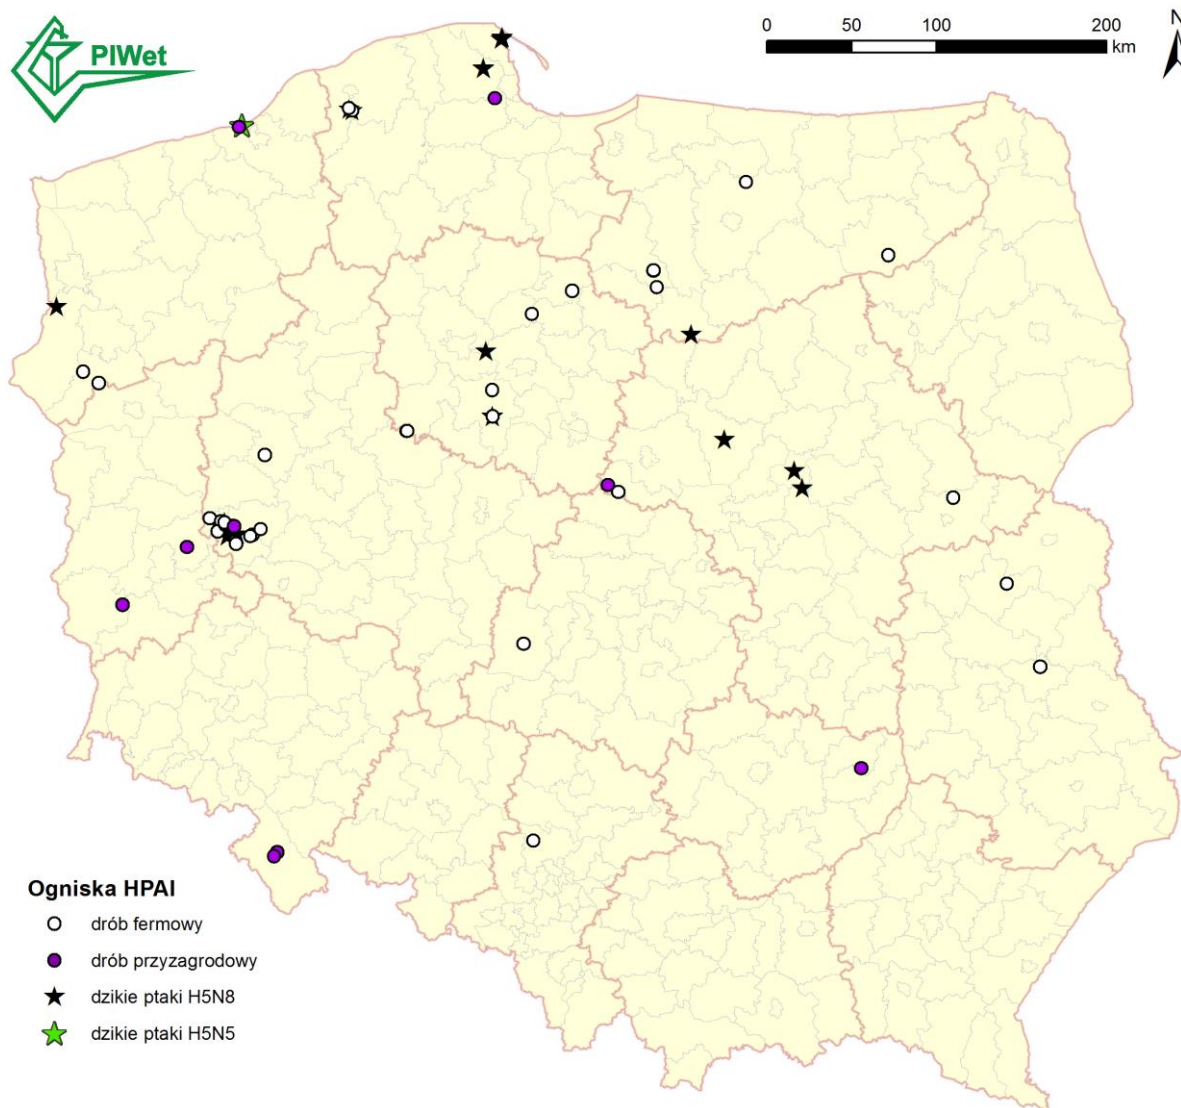 PIWet
0 50 100 200
km
N
Ogniska HPAI
drób fermowy
drób przyzagrodowy
dzikie ptaki H5N8
dzikie ptaki H5N5